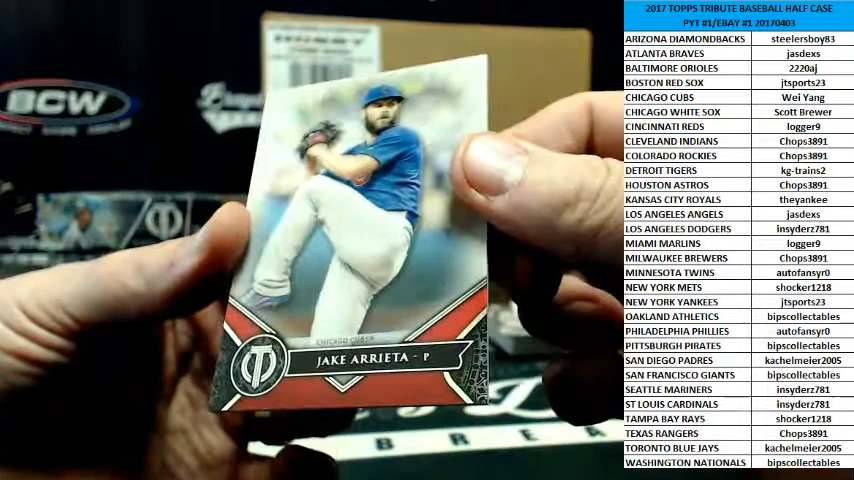 BCW
CHICAGO CUBS
JAKE ARRIETA - P
B R E A
2017 TOPPS TRIBUTE BASEBALL HALF CASE
PYT #1/EBAY #1 20170403
ARIZONA DIAMONDBACKS steelersboy83
ATLANTA BRAVES jasdexs
BALTIMORE ORIOLES 2220aj
BOSTON RED SOX jtsports23
CHICAGO CUBS Wei Yang
CHICAGO WHITE SOX Scott Brewer
CINCINNATI REDS logger9
CLEVELAND INDIANS Chops3891
COLORADO ROCKIES Chops3891
DETROIT TIGERS kg-trains2
HOUSTON ASTROS Chops3891
KANSAS CITY ROYALS theyankee
LOS ANGELES ANGELS jasdexs
LOS ANGELES DODGERS insyderz781
MIAMI MARLINS logger9
MILWAUKEE BREWERS Chops3891
MINNESOTA TWINS autofansyr0
NEW YORK METS shocker1218
NEW YORK YANKEES jtsports23
OAKLAND ATHLETICS bipscollectables
PHILADELPHIA PHILLIES autofansyr0
PITTSBURGH PIRATES bipscollectables
SAN DIEGO PADRES kachelmeier2005
SAN FRANCISCO GIANTS bipscollectables
SEATTLE MARINERS insyderz781
ST LOUIS CARDINALS insyderz781
TAMPA BAY RAYS shocker1218
TEXAS RANGERS Chops3891
TORONTO BLUE JAYS kachelmeier2005
WASHINGTON NATIONALS bipscollectables